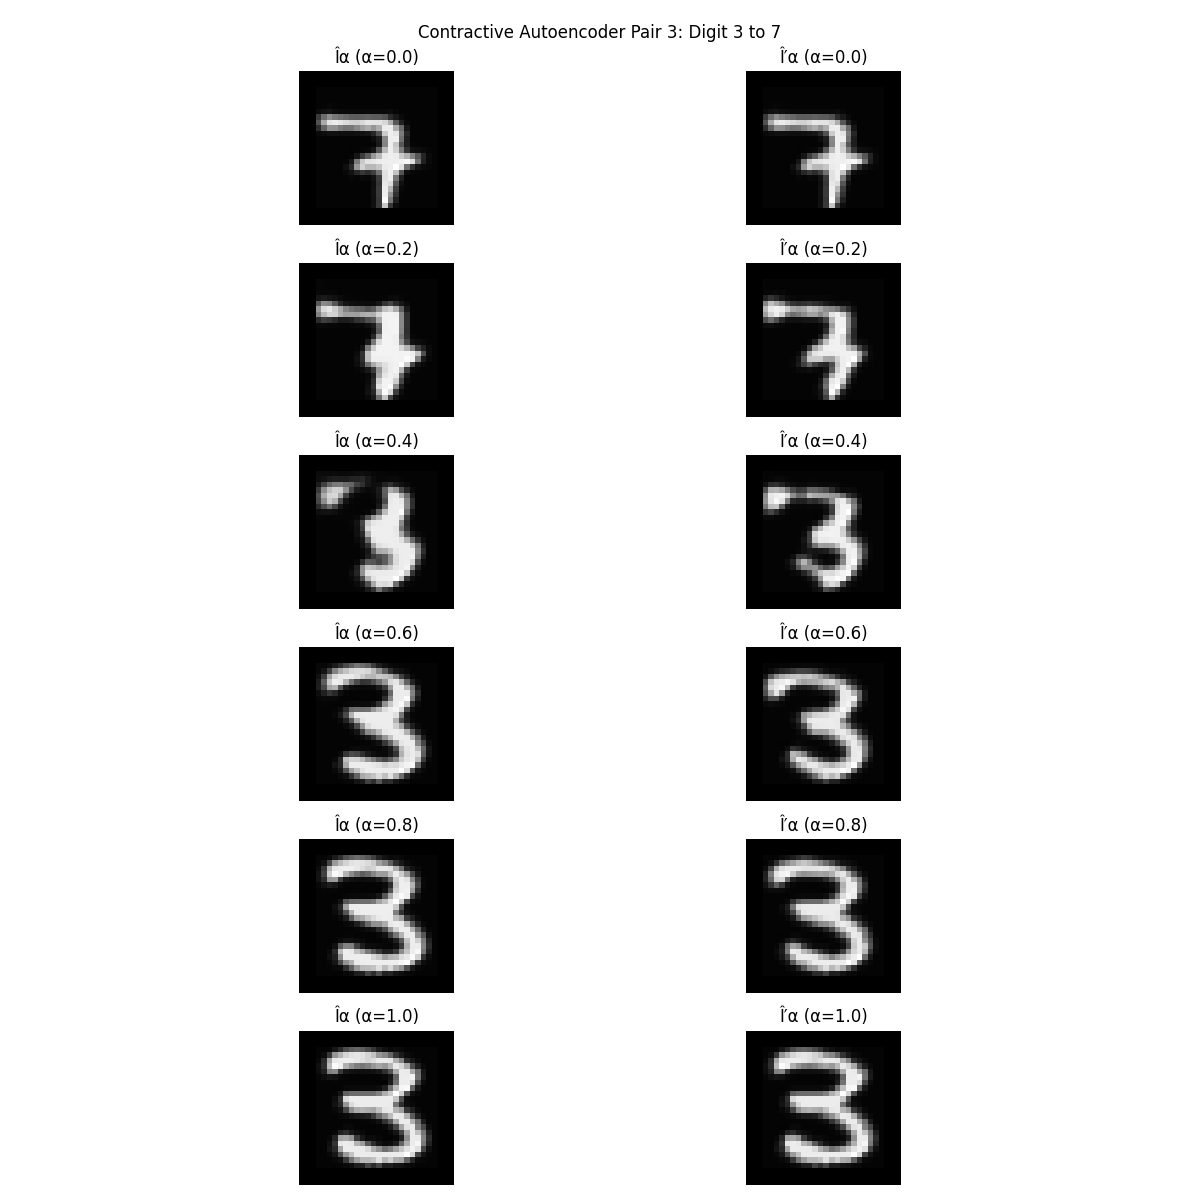 Contractive Autoencoder Pair 3: Digit 3 to 7
Îα (α=0.0) Î′α (α=0.0)
Îα (α=0.2) Î′α (α=0.2)
Îα (α=0.4) Î′α (α=0.4)
Îα (α=0.6) Î′α (α=0.6)
Îα (α=0.8) Î′α (α=0.8)
Îα (α=1.0) Î′α (α=1.0)